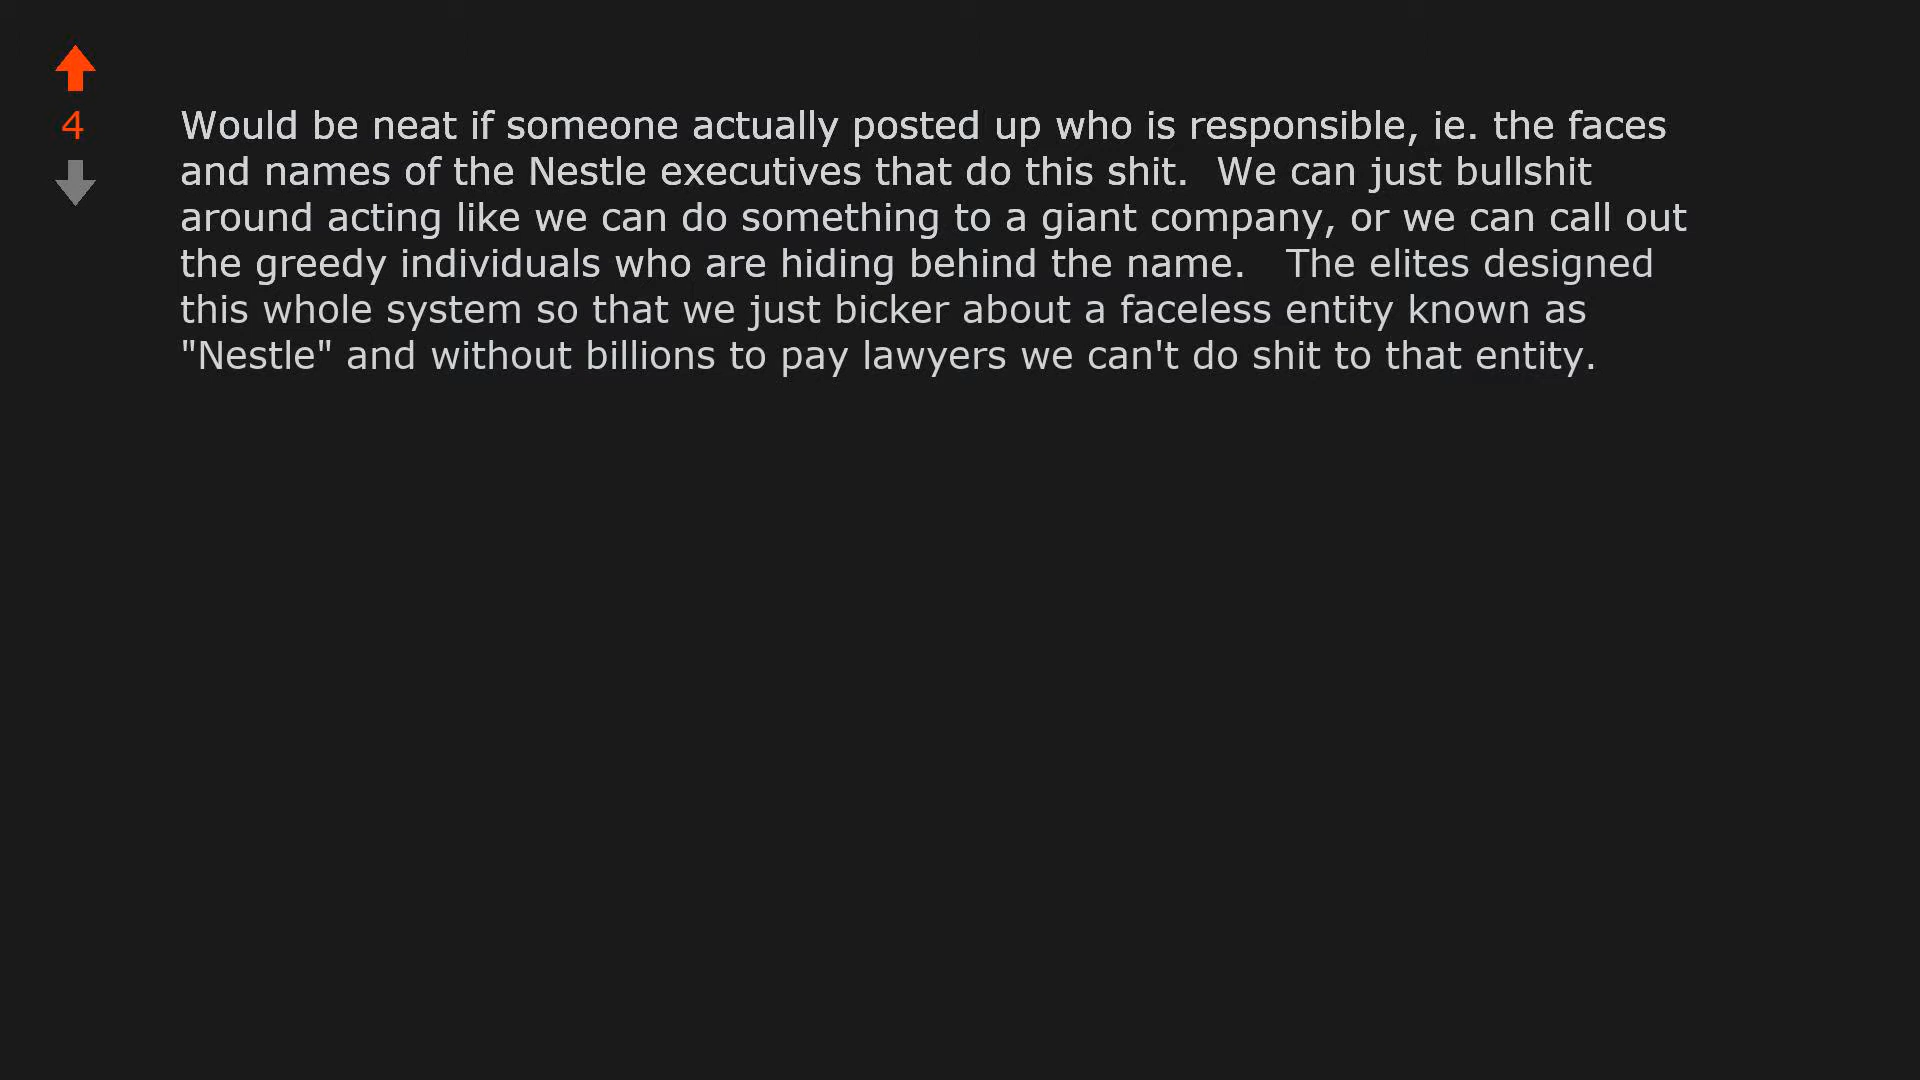 4
Would be neat if someone actually posted up who is responsible, ie. the faces
and names of the Nestle executives that do this shit.  We can just bullshit
around acting like we can do something to a giant company, or we can call out
the greedy individuals who are hiding behind the name.   The elites designed
this whole system so that we just bicker about a faceless entity known as
"Nestle" and without billions to pay lawyers we can't do shit to that entity.